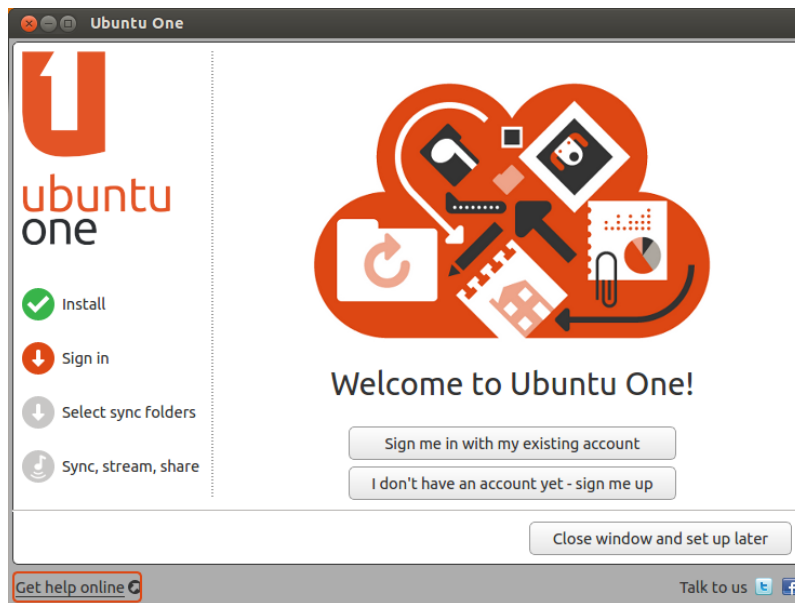 Ubuntu One
ubuntu
one
Install
Sign in
Select sync folders
Sync, stream, share
Welcome to Ubuntu One!
Sign me in with my existing account
I don't have an account yet - sign me up
Close window and set up later
Get help online
Talk to us